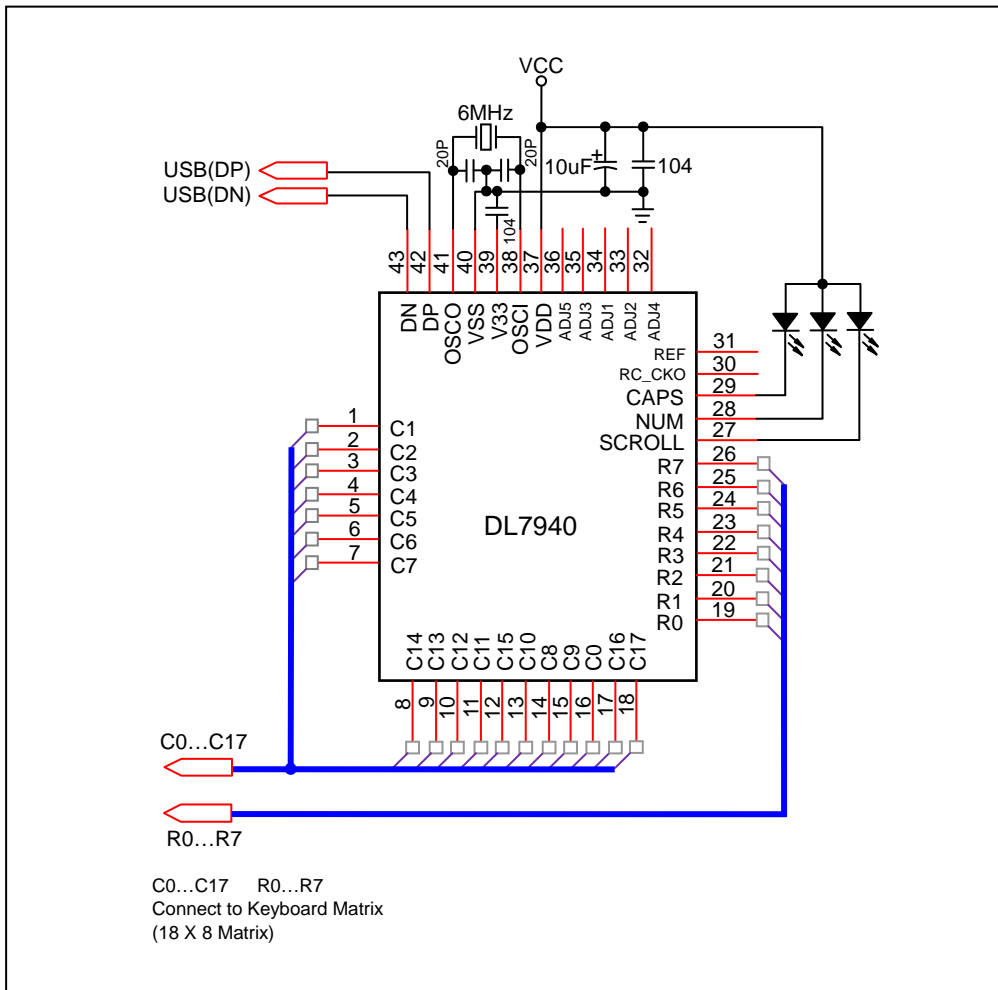 VCC
6MHz
20P
20P
10uF
+
104
104
USB(DP)
USB(DN)
43
42
41
40
39
38
37
36
35
34
33
32
DN
DP
OSCO
VSS
V33
OSCI
VDD
ADJ5
ADJ3
ADJ1
ADJ2
ADJ4
REF 31
RC_CKO 30
CAPS 29
NUM 28
SCROLL 27
R7 26
R6 25
R5 24
R4 23
R3 22
R2 21
R1 20
R0 19
1 C1
2 C2
3 C3
4 C4
5 C5
6 C6
7 C7
DL7940
C14
C13
C12
C11
C15
C10
C8
C9
C0
C16
C17
8
9
10
11
12
13
14
15
16
17
18
C0...C17
R0...R7
C0...C17 R0...R7
Connect to Keyboard Matrix
(18 X 8 Matrix)